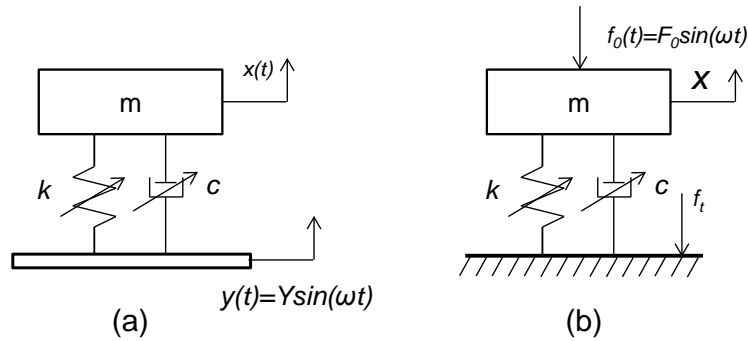 x(t)
m
k
c
y(t)=Ysin(ωt)
(a)
f₀(t)=F₀sin(ωt)
x
m
k
c
fₜ
(b)